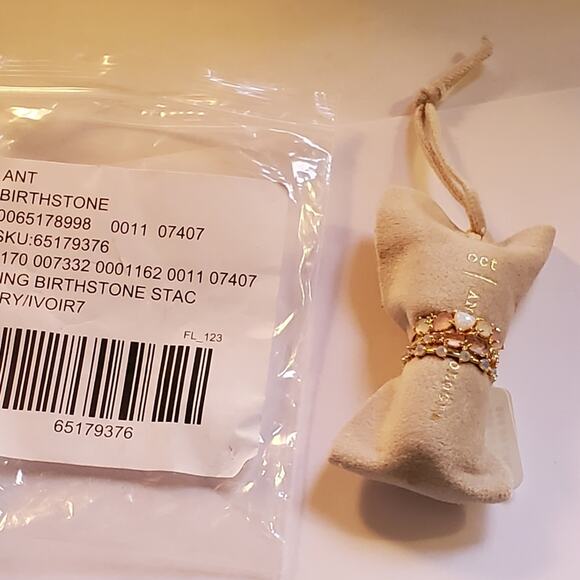 ANT
BIRTHSTONE
0065178998 0011 07407
SKU:65179376
170 007332 0001162 0011 07407
ING BIRTHSTONE STAC
RY/IVOIR7
FL_123
65179376
oct / AN